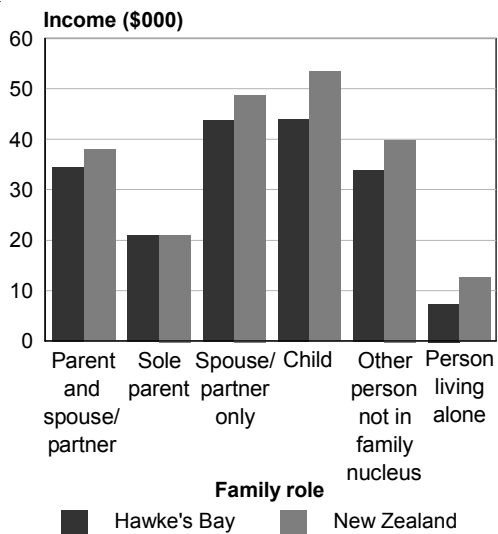 Income ($000)
60
50
40
30
20
10
0
Parent
and
spouse/
partner
Sole
parent
Spouse/
partner
only
Child
Other
person
not in
family
nucleus
Person
living
alone
Family role
Hawke's Bay
New Zealand